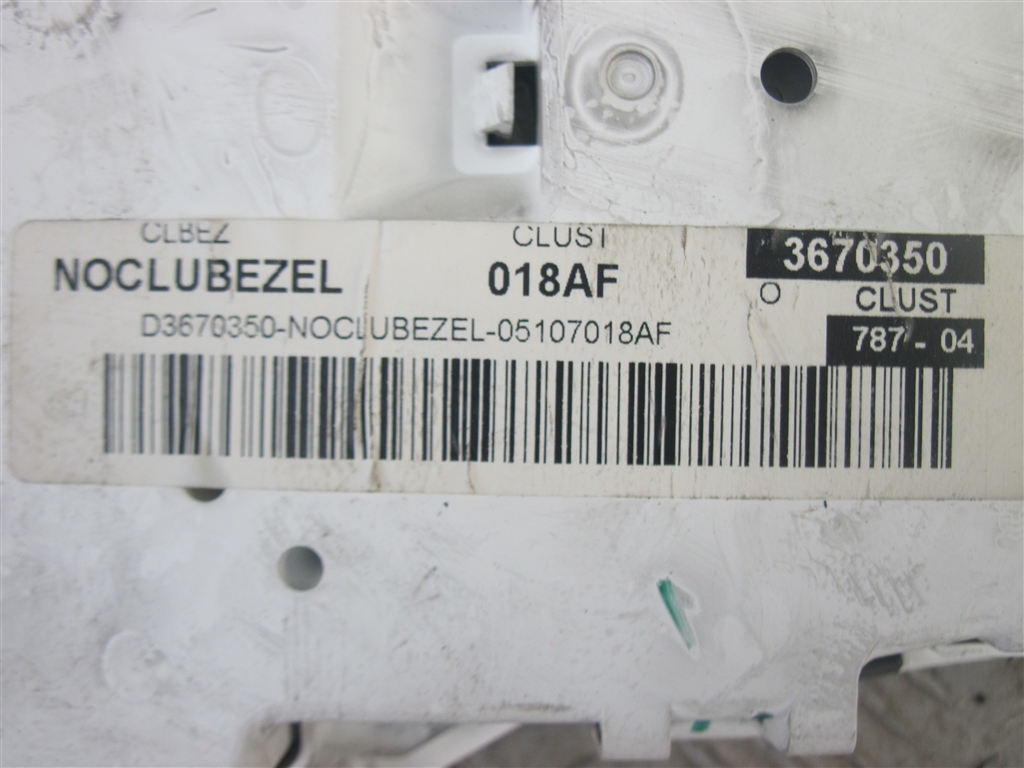 CLBEZ CLUST 3670350
NOCLUBEZEL 018AF O CLUST
D3670350-NOCLUBEZEL-05107018AF 787 - 04